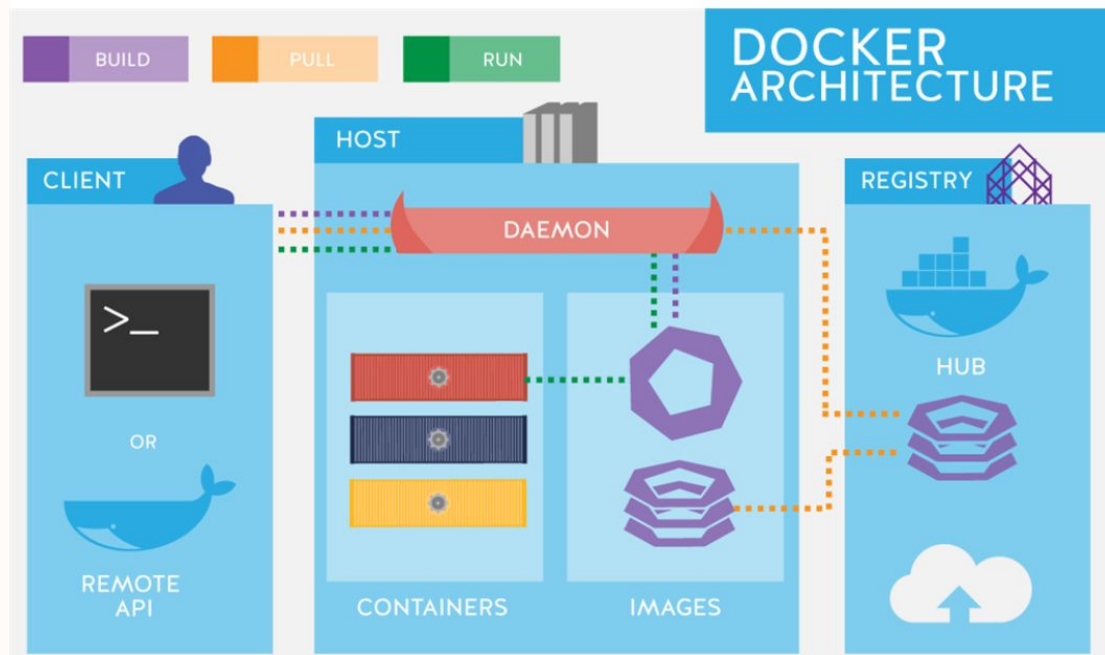 BUILD
PULL
RUN
DOCKER
ARCHITECTURE
CLIENT
HOST
REGISTRY
DAEMON
>_
OR
REMOTE
API
CONTAINERS
IMAGES
HUB